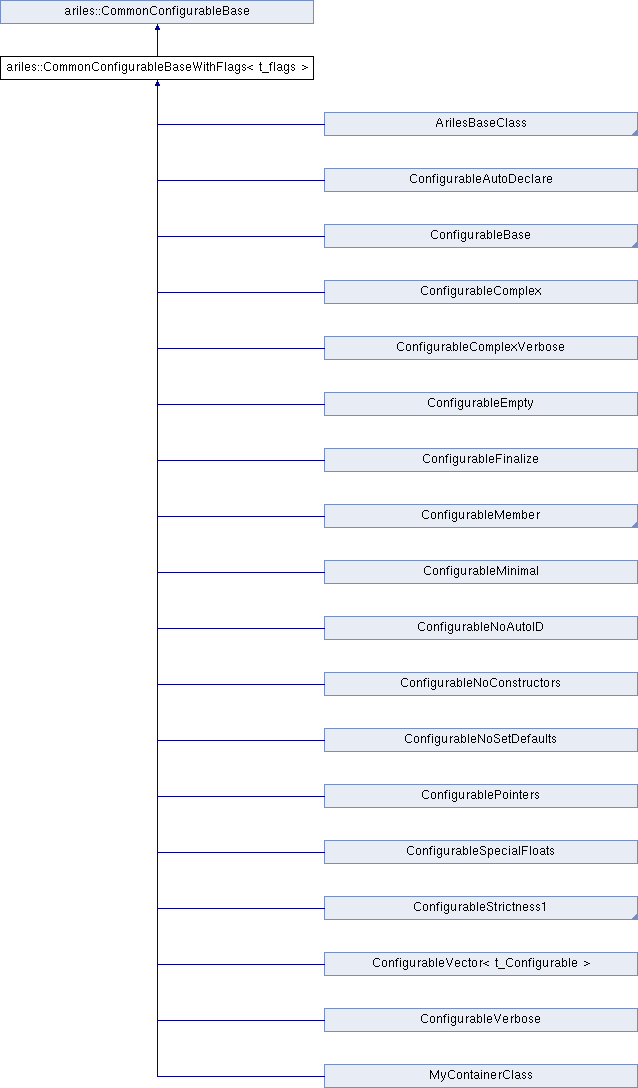 ariles::CommonConfigurableBase
ariles::CommonConfigurableBaseWithFlags< t_flags >
ArilesBaseClass
ConfigurableAutoDeclare
ConfigurableBase
ConfigurableComplex
ConfigurableComplexVerbose
ConfigurableEmpty
ConfigurableFinalize
ConfigurableMember
ConfigurableMinimal
ConfigurableNoAutoID
ConfigurableNoConstructors
ConfigurableNoSetDefaults
ConfigurablePointers
ConfigurableSpecialFloats
ConfigurableStrictness1
ConfigurableVector< t_Configurable >
ConfigurableVerbose
MyContainerClass